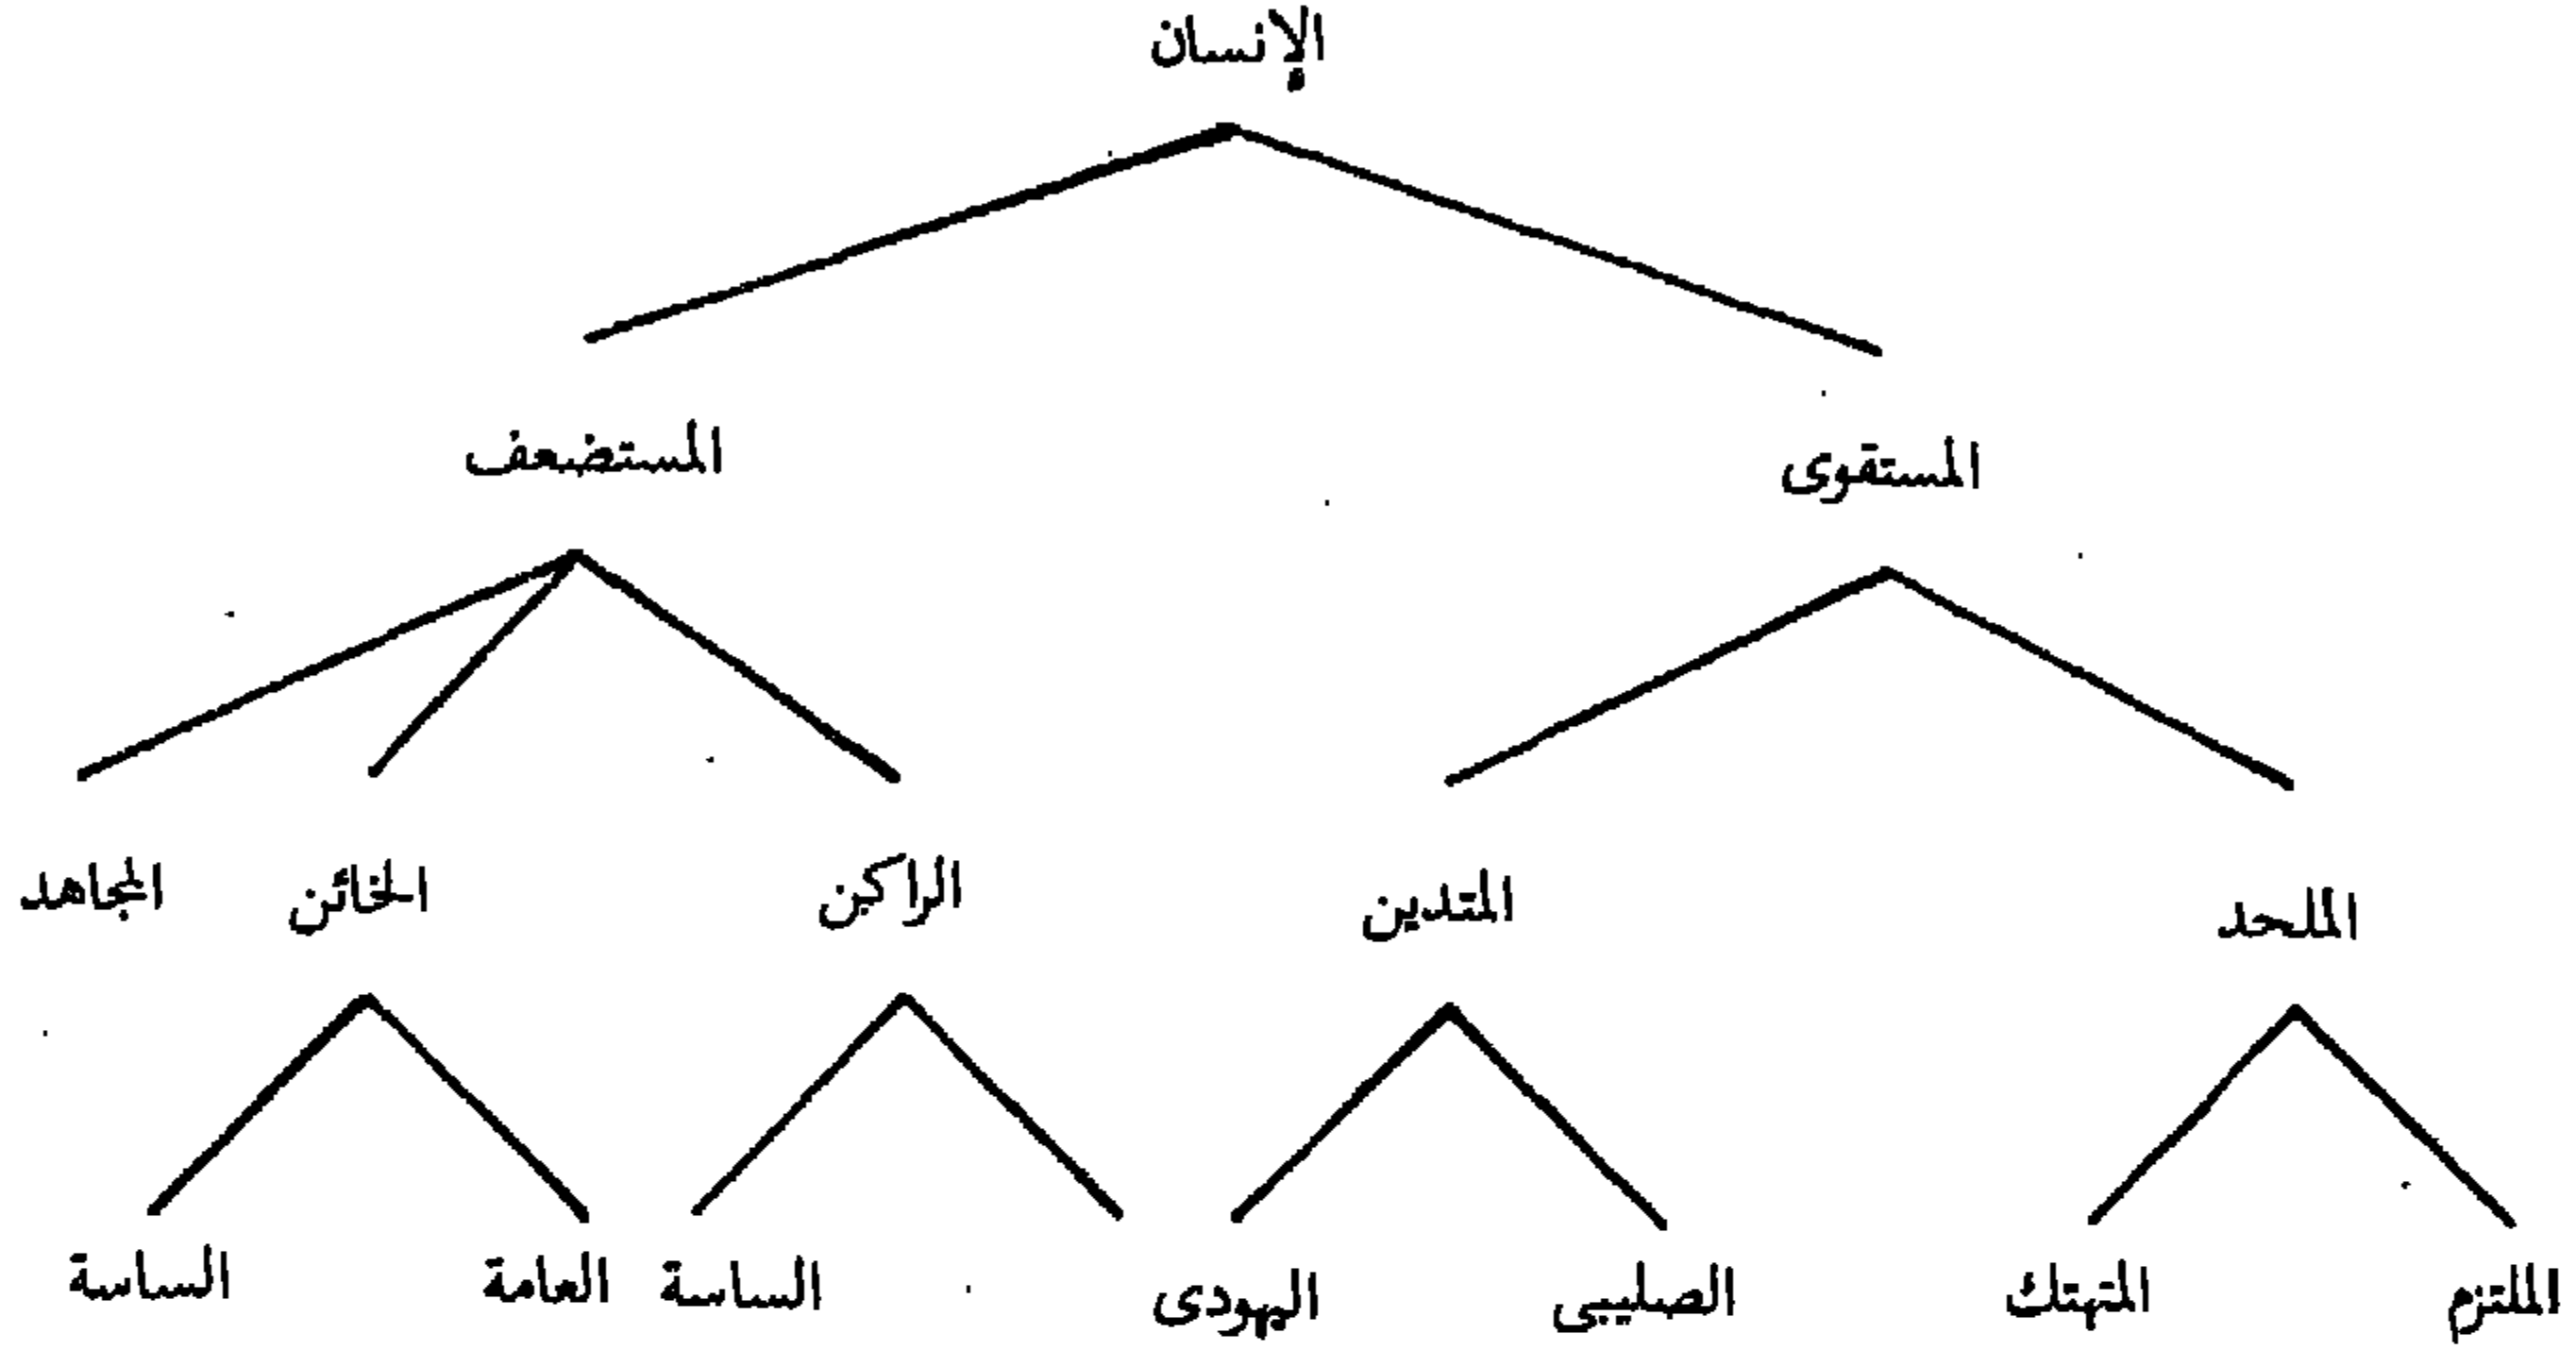 الإنسان
المستقوى المستضعف
الملحد المتدين الراكن الخائن المجاهد
الملتزم المتهتك الصليبى اليهودى الساسة العامة الساسة